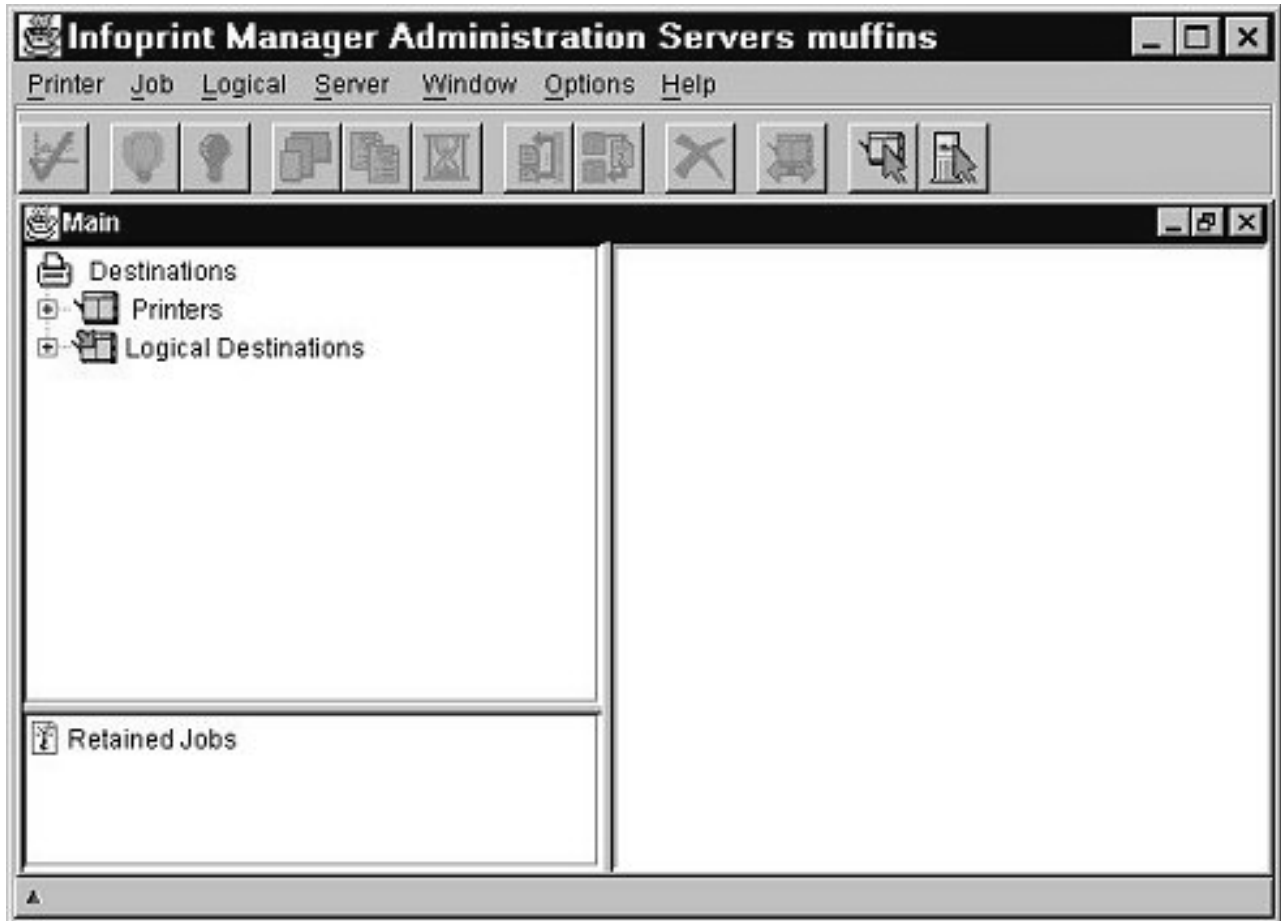 Infoprint Manager Administration Servers muffins
Printer Job Logical Server Window Options Help
Main
Destinations
Printers
Logical Destinations
Retained Jobs